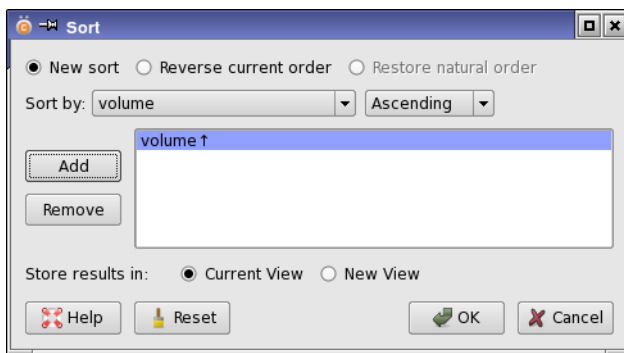 Sort
New sort Reverse current order Restore natural order
Sort by: volume Ascending
volume↑
Add
Remove
Store results in: Current View New View
Help Reset OK Cancel